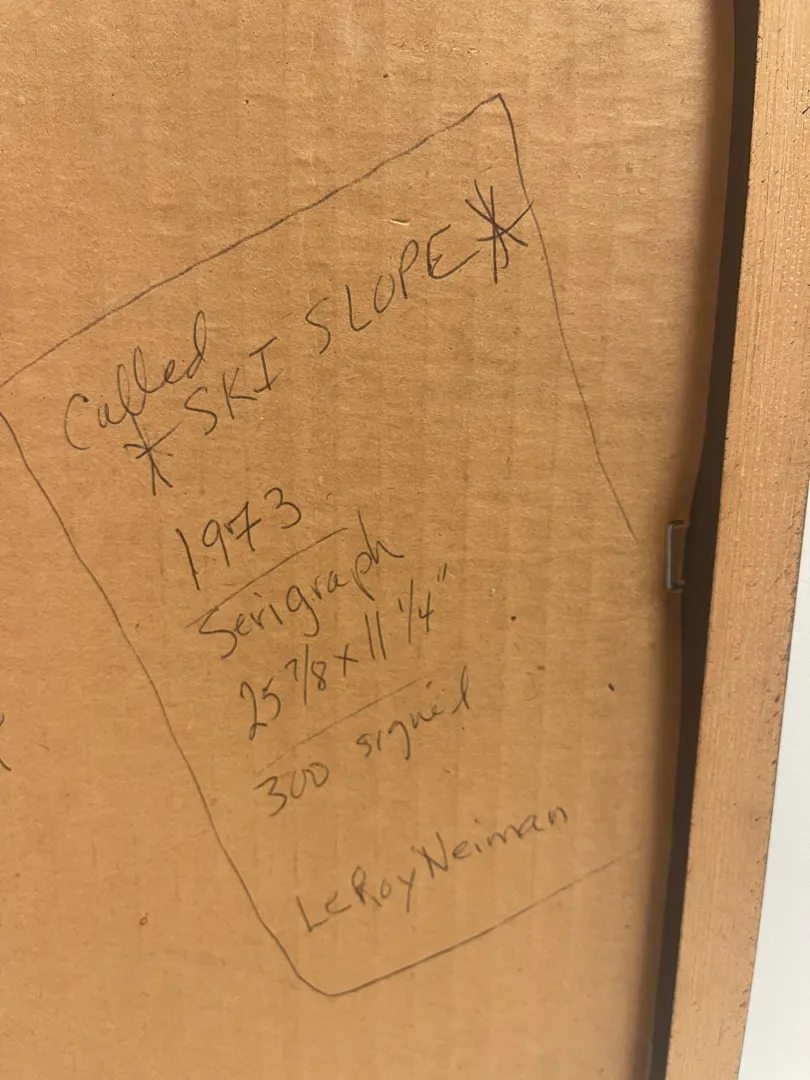 Called
* SKI SLOPE *
1973
Serigraph
25 7/8 x 11 1/4"
300 signed
LeRoy Neiman